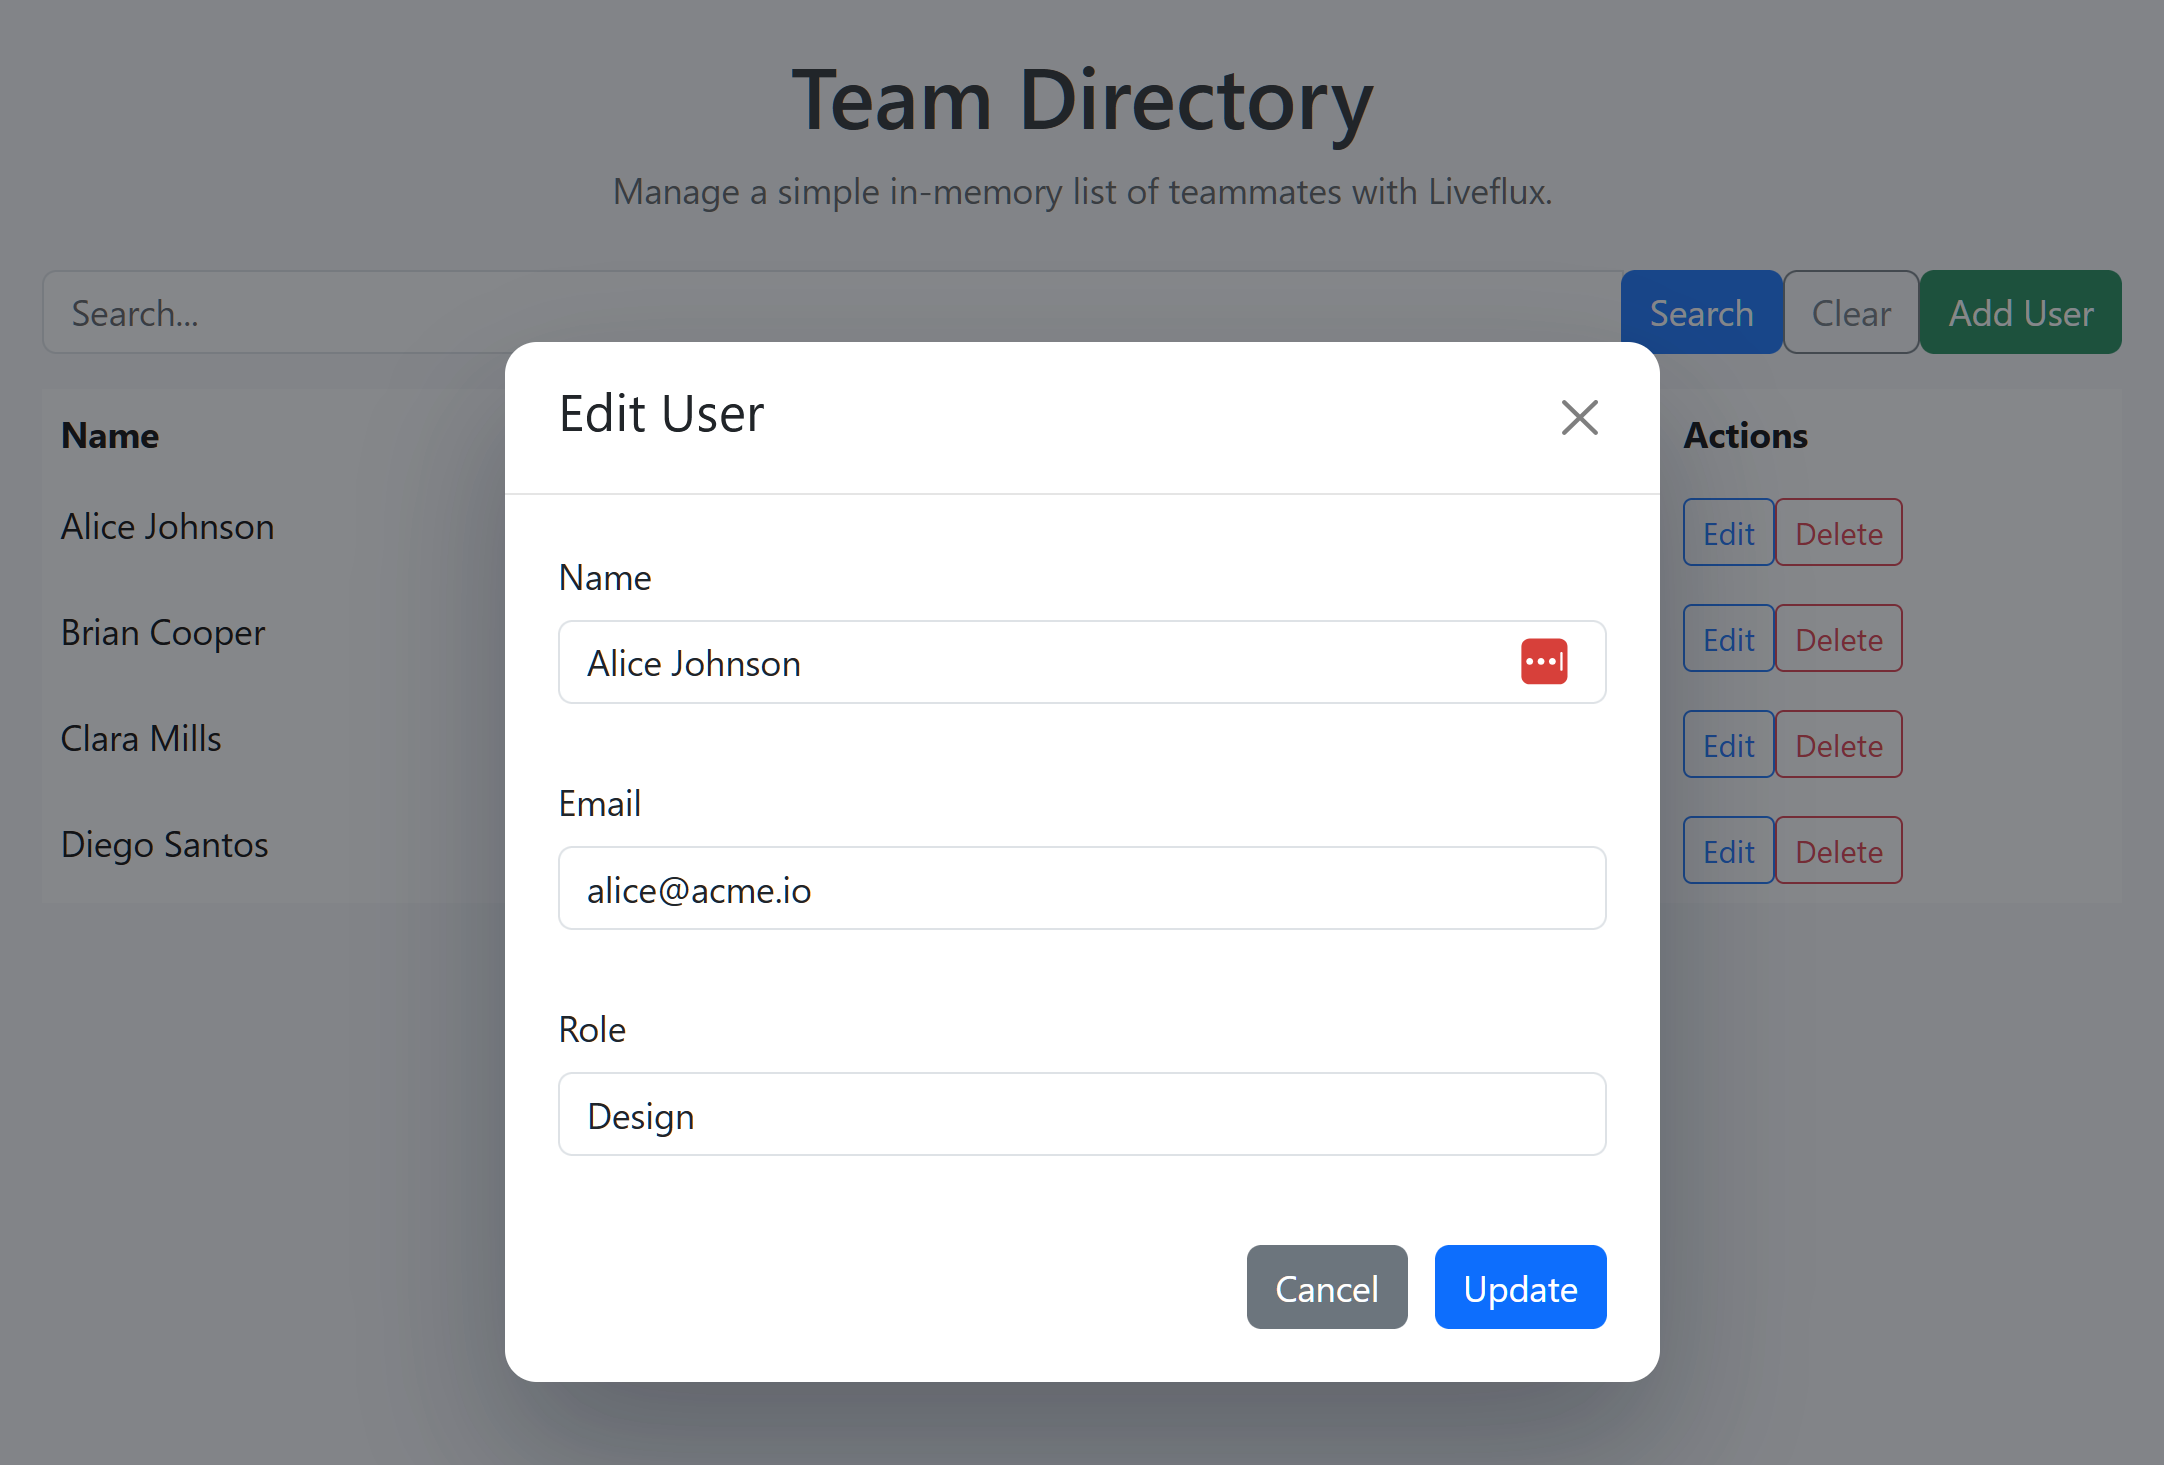 Team Directory
Manage a simple in-memory list of teammates with Liveflux.
Search...
Search
Clear
Add User
Name
Actions
Alice Johnson
Edit
Delete
Brian Cooper
Edit
Delete
Clara Mills
Edit
Delete
Diego Santos
Edit
Delete
Edit User
Name
Alice Johnson
Email
alice@acme.io
Role
Design
Cancel
Update